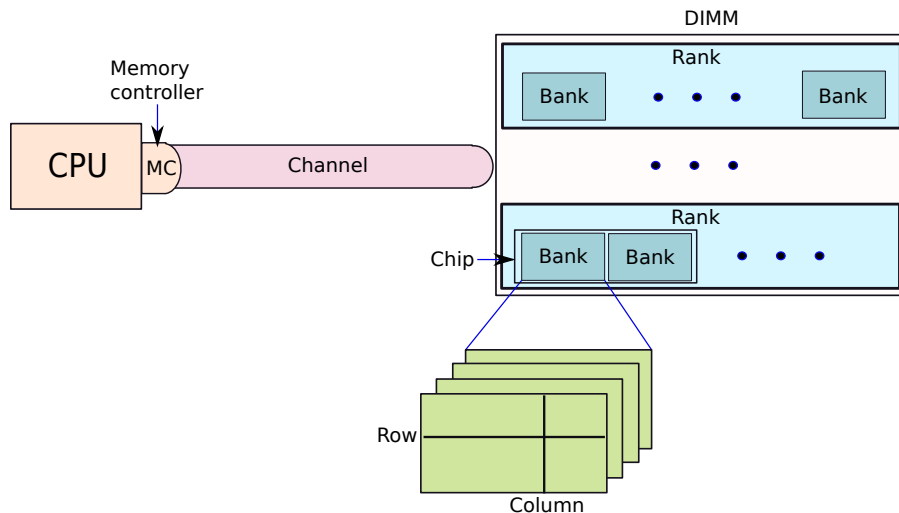 DIMM
Rank
Bank
Bank
Memory
controller
CPU
MC
Channel
Rank
Chip
Bank
Bank
Row
Column